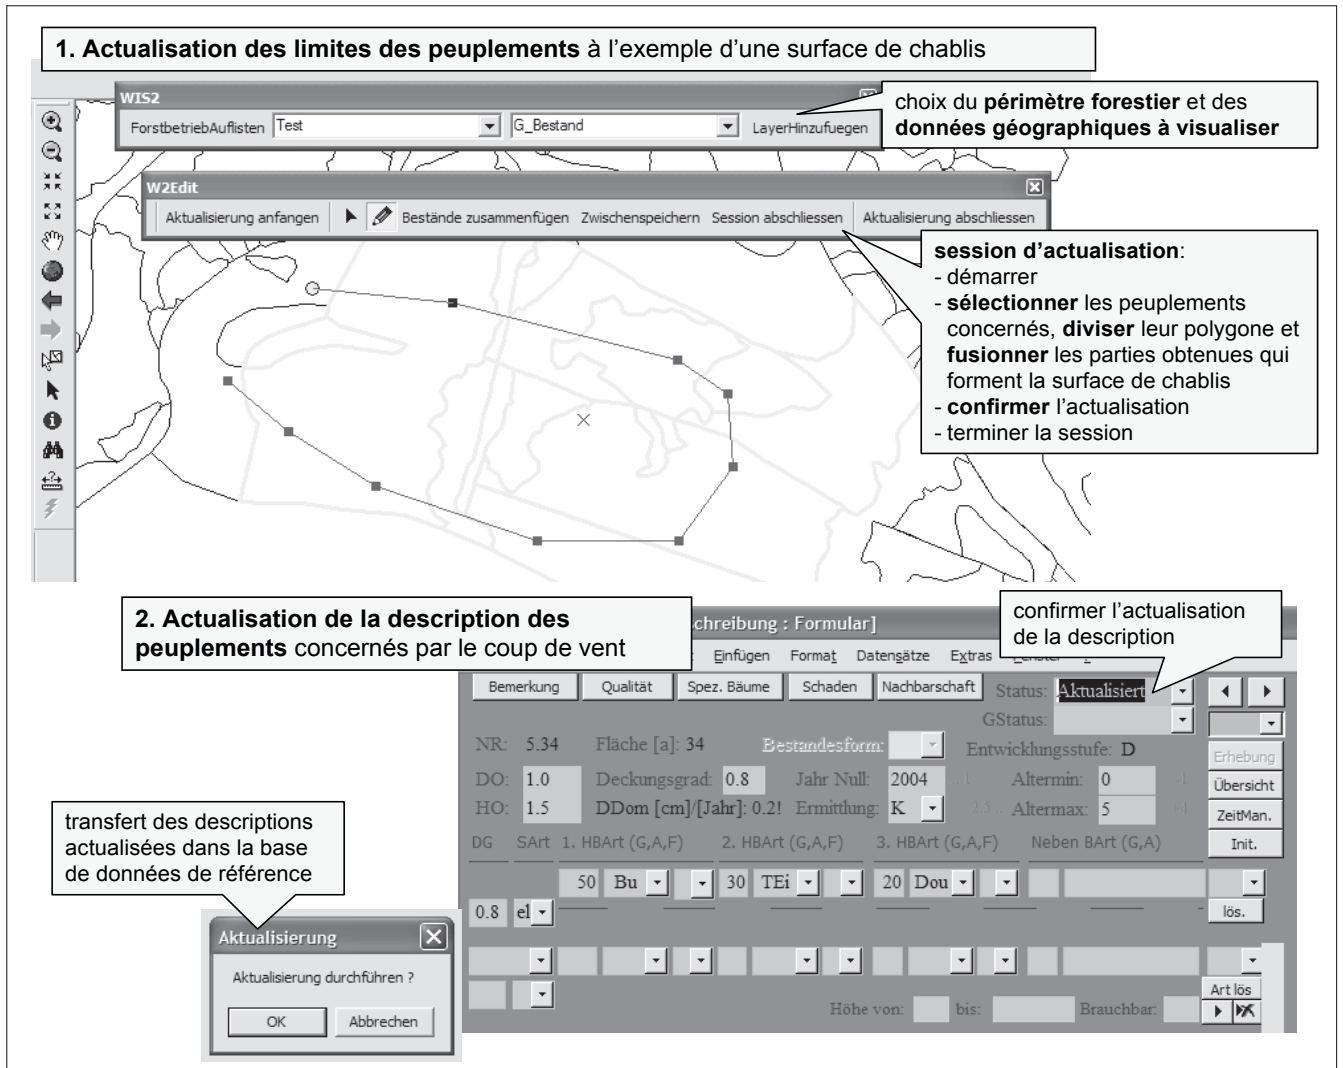 1. Actualisation des limites des peuplements à l’exemple d’une surface de chablis
WIS2
ForstbetriebAuflisten Test G_Bestand LayerHinzufuegen
choix du périmètre forestier et des
données géographiques à visualiser
W2Edit
Aktualisierung anfangen Bestände zusammenfügen Zwischenspeichern Session abschliessen Aktualisierung abschliessen
session d’actualisation:
- démarrer
- sélectionner les peuplements
concernés, diviser leur polygone et
fusionner les parties obtenues qui
forment la surface de chablis
- confirmer l’actualisation
- terminer la session
2. Actualisation de la description des
peuplements concernés par le coup de vent
chreibung : Formular]
confirmer l’actualisation
de la description
Einfügen Format Datensätze Extras
Bemerkung Qualität Spez. Bäume Schaden Nachbarschaft Status: Aktualisiert
GStatus:
NR: 5.34 Fläche [a]: 34 Bestandesform: Entwicklungsstufe: D
Erhebung
DO: 1.0 Deckungsgrad: 0.8 Jahr Null: 2004 Altermin: 0
Übersicht
HO: 1.5 DDom [cm]/[Jahr]: 0.2! Ermittlung: K Altermax: 5
ZeitMan.
DG SArt 1. HBArt (G,A,F) 2. HBArt (G,A,F) 3. HBArt (G,A,F) Neben BArt (G,A)
Init.
50 Bu 30 TEi 20 Dou
0.8 el
lös.
Art lös
Höhe von: bis: Brauchbar:
transfert des descriptions
actualisées dans la base
de données de référence
Aktualisierung
Aktualisierung durchführen ?
OK Abbrechen